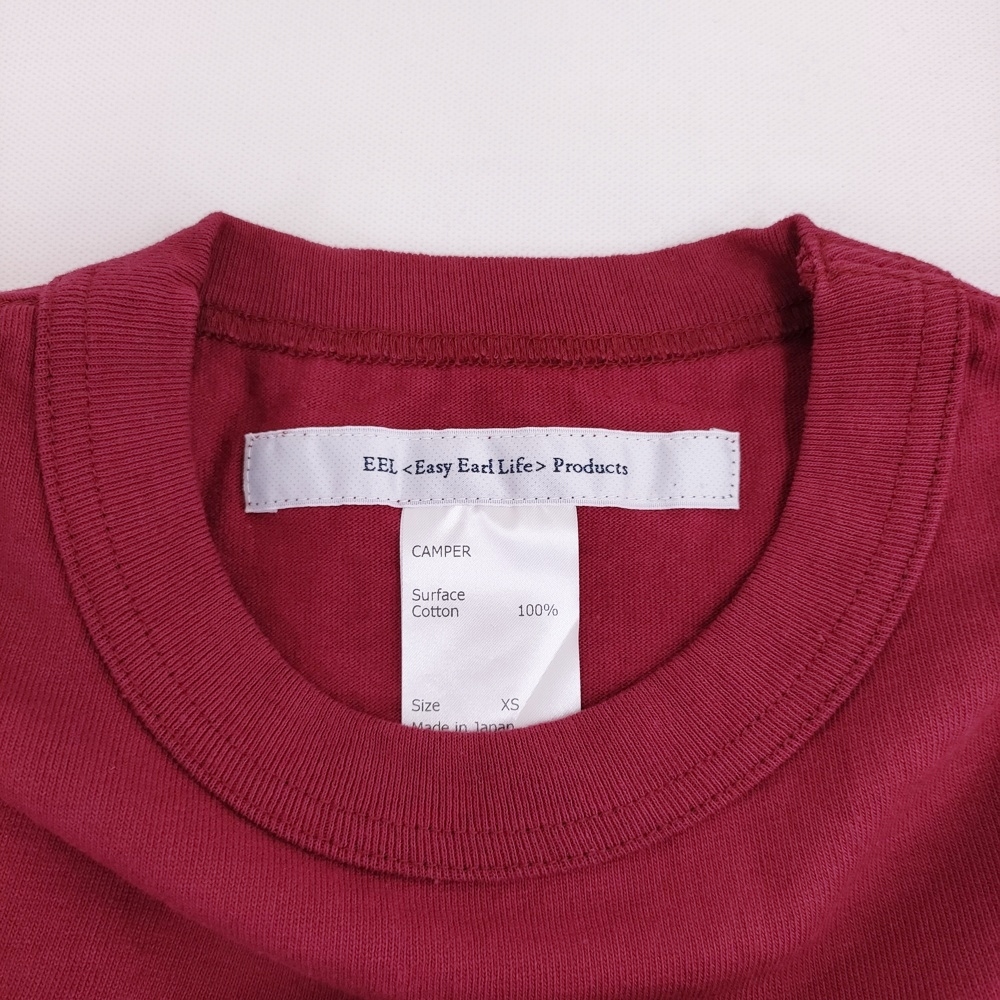 EEL <Easy Earl Life> Products
CAMPER
Surface
Cotton 100%
Size XS
Made in Japan